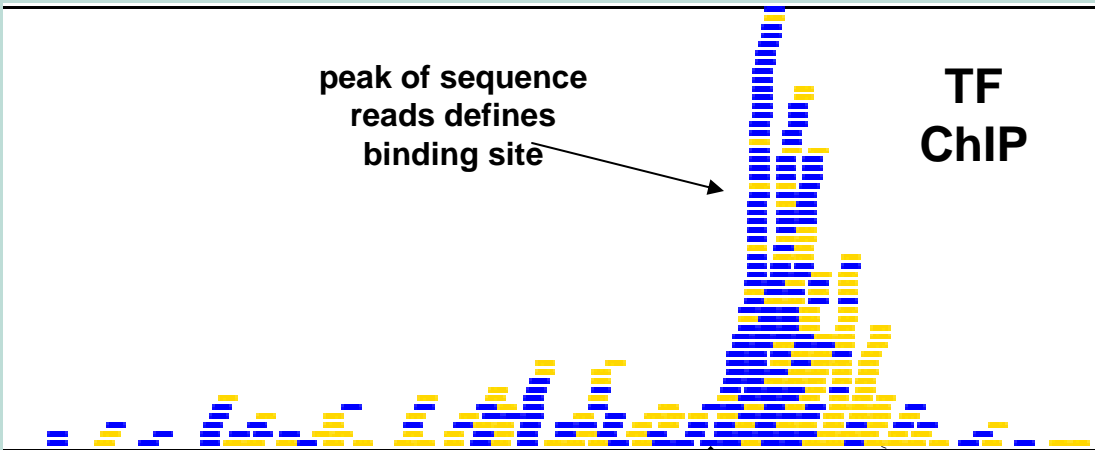 peak of sequence
reads defines
binding site
TF
ChIP